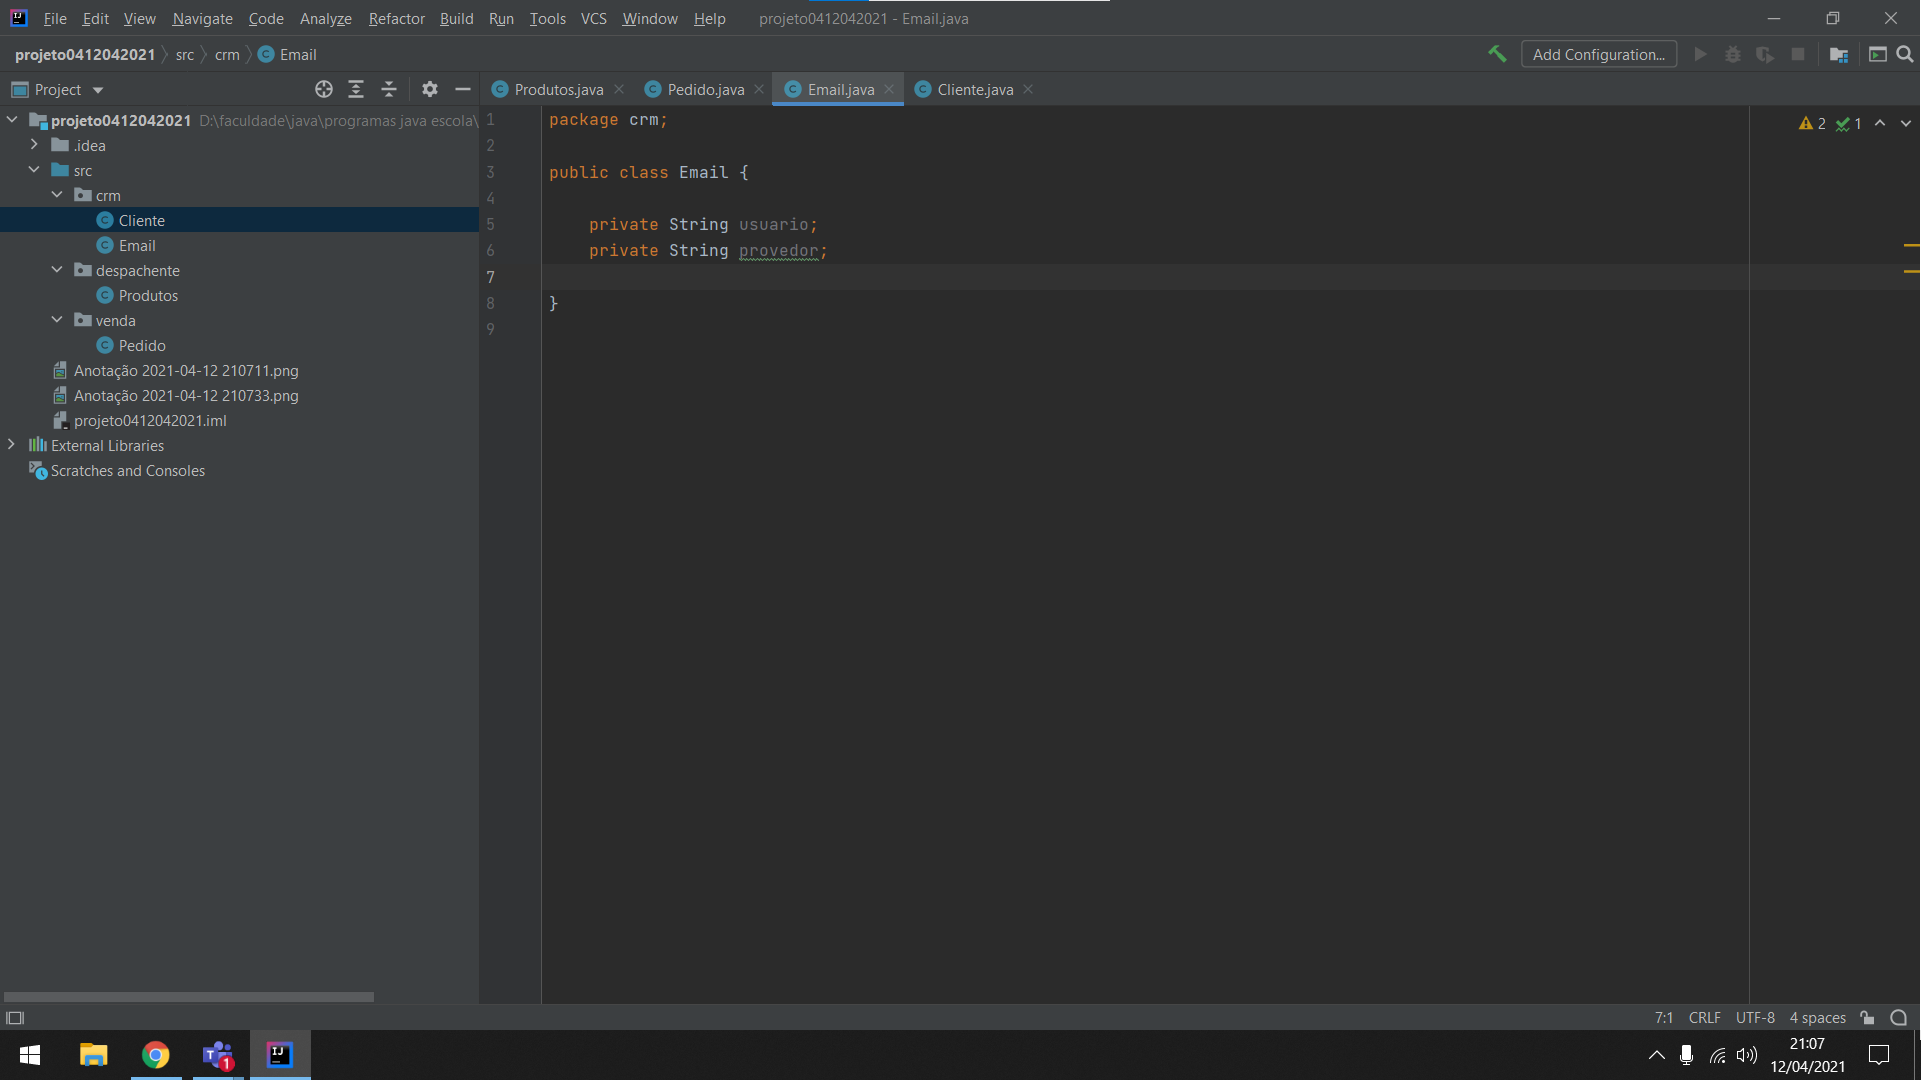 File Edit View Navigate Code Analyze Refactor Build Run Tools VCS Window Help projeto0412042021 - Email.java
projeto0412042021 src crm Email Add Configuration...
Project Produtos.java Pedido.java Email.java Cliente.java
projeto0412042021 D:\faculdade\java\programas java escola\
.idea
src
crm
Cliente
Email
despachente
Produtos
venda
Pedido
Anotação 2021-04-12 210711.png
Anotação 2021-04-12 210733.png
projeto0412042021.iml
External Libraries
Scratches and Consoles
1 package crm; 2 1
2
3 public class Email {
4
5 private String usuario;
6 private String provedor;
7
8 }
9
7:1 CRLF UTF-8 4 spaces
21:07
12/04/2021
1